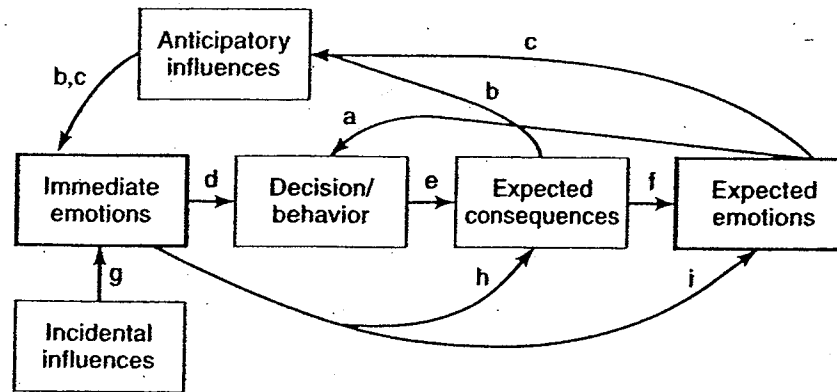 Anticipatory
influences
c
b,c
b
a
Immediate
emotions
d
Decision/
behavior
e
Expected
consequences
f
Expected
emotions
g
h
i
Incidental
influences